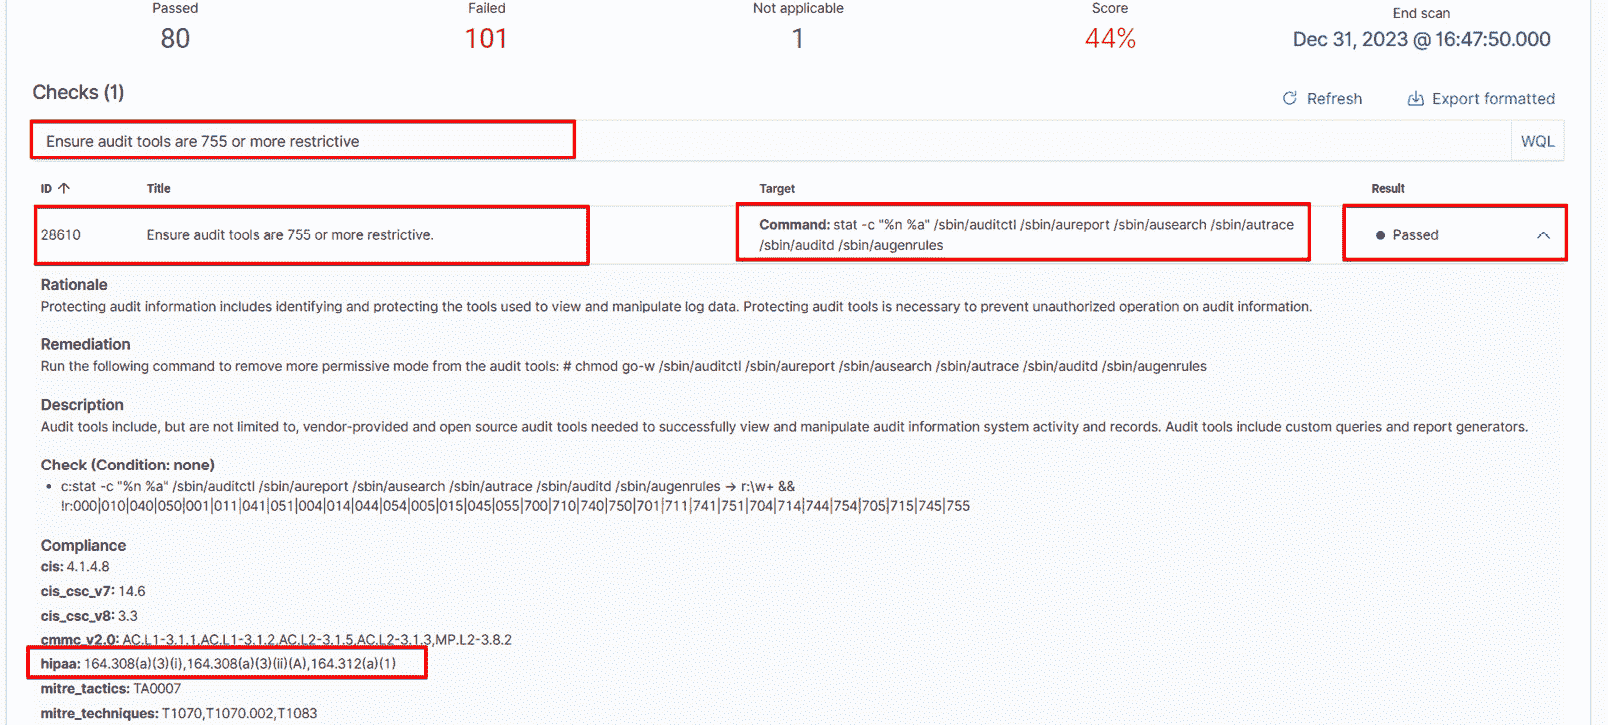 Passed Failed Not applicable Score End scan
80 101 1 44% Dec 31, 2023 @ 16:47:50.000
Checks (1)
Refresh Export formatted
Ensure audit tools are 755 or more restrictive WQL
ID Title Target Result
28610 Ensure audit tools are 755 or more restrictive. Command: stat -c "%n %a" /sbin/auditctl /sbin/aureport /sbin/ausearch /sbin/autrace Passed
/sbin/auditd /sbin/augenrules
Rationale
Protecting audit information includes identifying and protecting the tools used to view and manipulate log data. Protecting audit tools is necessary to prevent unauthorized operation on audit information.
Remediation
Run the following command to remove more permissive mode from the audit tools: # chmod go-w /sbin/auditctl /sbin/aureport /sbin/ausearch /sbin/autrace /sbin/auditd /sbin/augenrules
Description
Audit tools include, but are not limited to, vendor-provided and open source audit tools needed to successfully view and manipulate audit information system activity and records. Audit tools include custom queries and report generators.
Check (Condition: none)
• c:stat -c "%n %a" /sbin/auditctl /sbin/aureport /sbin/ausearch /sbin/autrace /sbin/auditd /sbin/augenrules → r:\w+ &&
!r:000|010|040|050|001|011|041|051|004|014|044|054|005|015|045|055|700|710|740|750|701|711|741|751|704|714|744|754|705|715|745|755
Compliance
cis: 4.1.4.8
cis_csc_v7: 14.6
cis_csc_v8: 3.3
cmmc_v2.0: AC.L1-3.1.1,AC.L1-3.1.2,AC.L2-3.1.5,AC.L2-3.1.3,MP.L2-3.8.2
hipaa: 164.308(a)(3)(i),164.308(a)(3)(ii)(A),164.312(a)(1)
mitre_tactics: TA0007
mitre_techniques: T1070,T1070.002,T1083